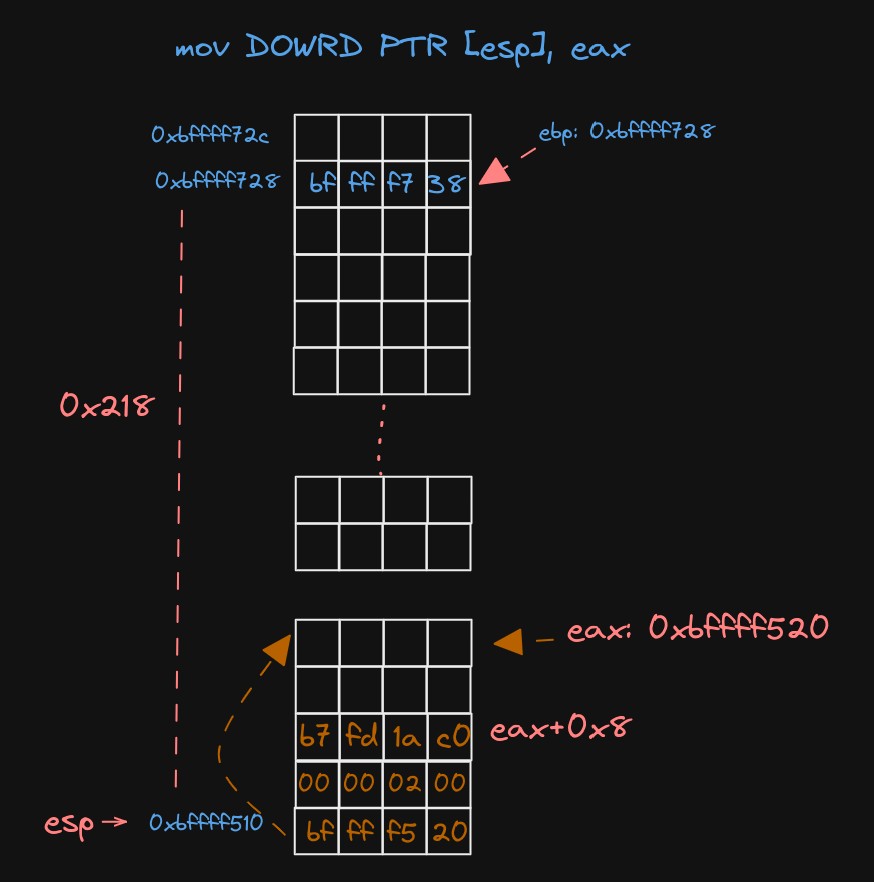 mov DOWRD PTR [esp], eax
0xbffff72c
ebp: 0xbffff728
0xbffff728 bf ff f7 38
0x218
eax: 0xbffff520
b7 fd 1a c0 eax+0x8
00 00 02 00
esp → 0xbffff510 bf ff f5 20